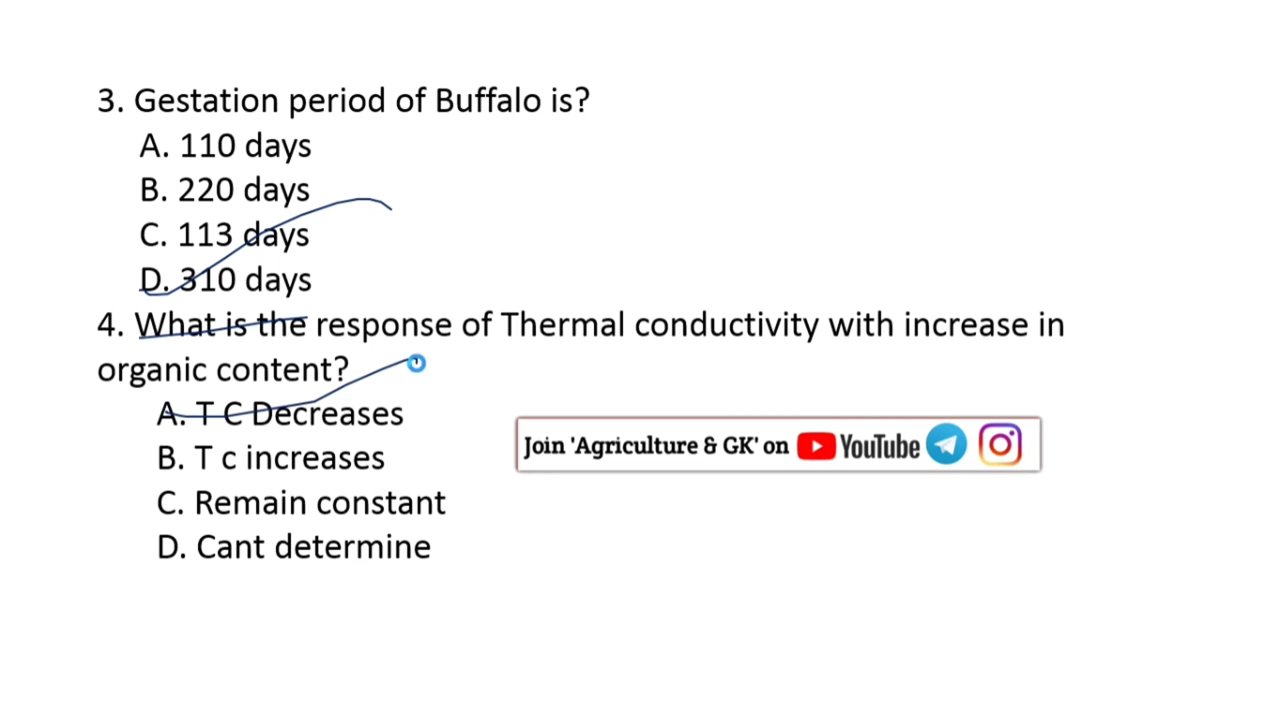 3. Gestation period of Buffalo is?
A. 110 days
B. 220 days
C. 113 days
D. 310 days
4. What is the response of Thermal conductivity with increase in
organic content?
A. T C Decreases
B. T c increases
C. Remain constant
D. Cant determine
Join 'Agriculture & GK' on YouTube